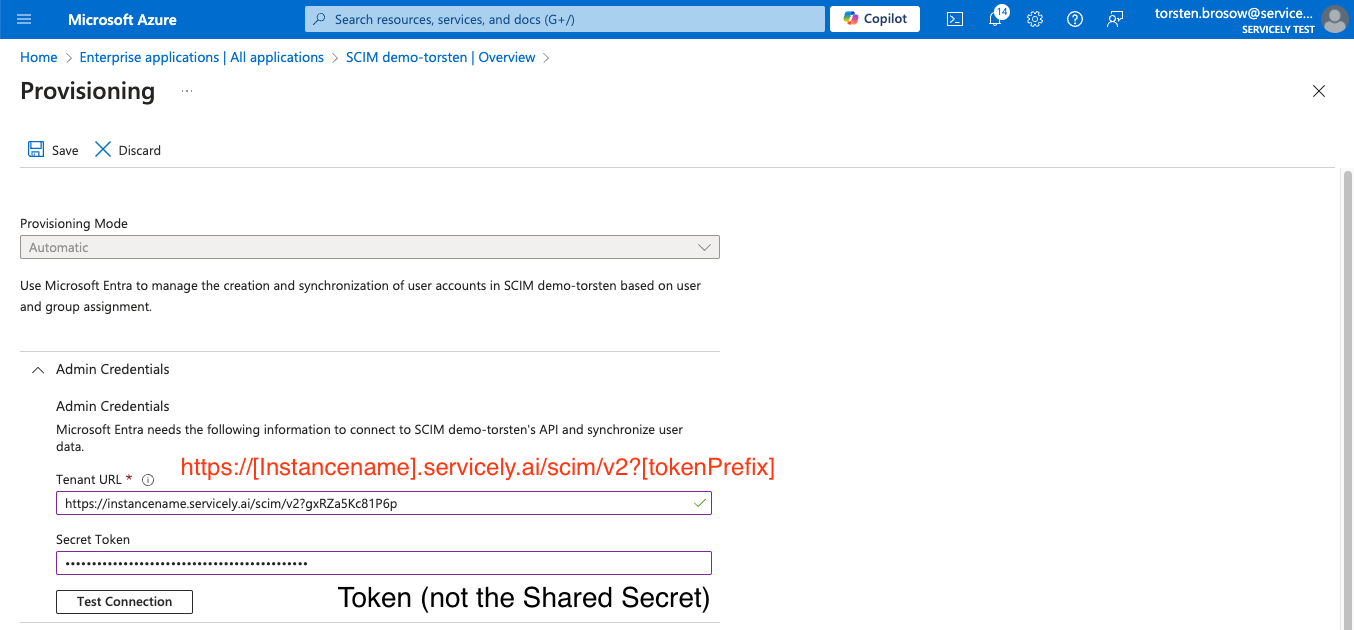 Microsoft Azure
Search resources, services, and docs (G+/)
Copilot
14
torsten.brosow@service...
SERVICELY TEST
Home > Enterprise applications | All applications > SCIM demo-torsten | Overview >
Provisioning ...
Save Discard
Provisioning Mode
Automatic
Use Microsoft Entra to manage the creation and synchronization of user accounts in SCIM demo-torsten based on user
and group assignment.
Admin Credentials
Admin Credentials
Microsoft Entra needs the following information to connect to SCIM demo-torsten's API and synchronize user
data.
https://[Instancename].servicely.ai/scim/v2?[tokenPrefix]
Tenant URL *
https://instancename.servicely.ai/scim/v2?gxRZa5Kc81P6p
Secret Token
Token (not the Shared Secret)
Test Connection